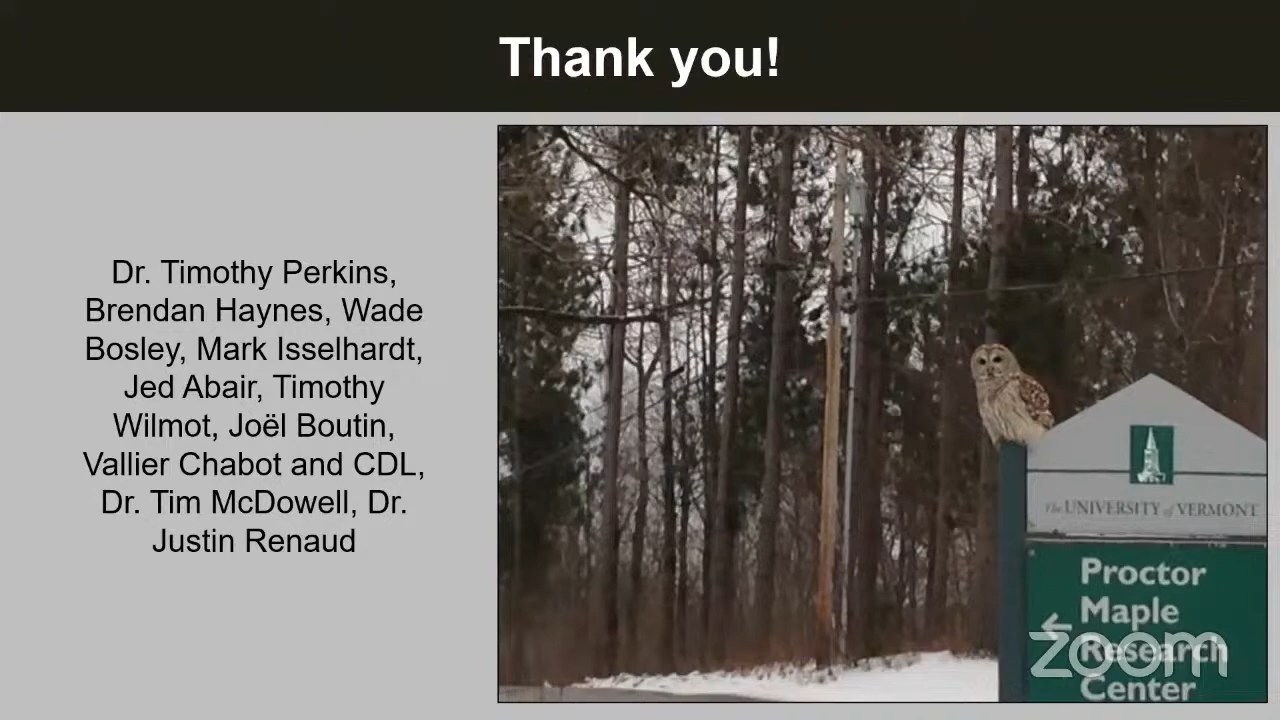 Thank you!
Dr. Timothy Perkins,
Brendan Haynes, Wade
Bosley, Mark Isselhardt,
Jed Abair, Timothy
Wilmot, Joël Boutin,
Vallier Chabot and CDL,
Dr. Tim McDowell, Dr.
Justin Renaud
The UNIVERSITY of VERMONT
Proctor
Maple
Research
Center
zoom